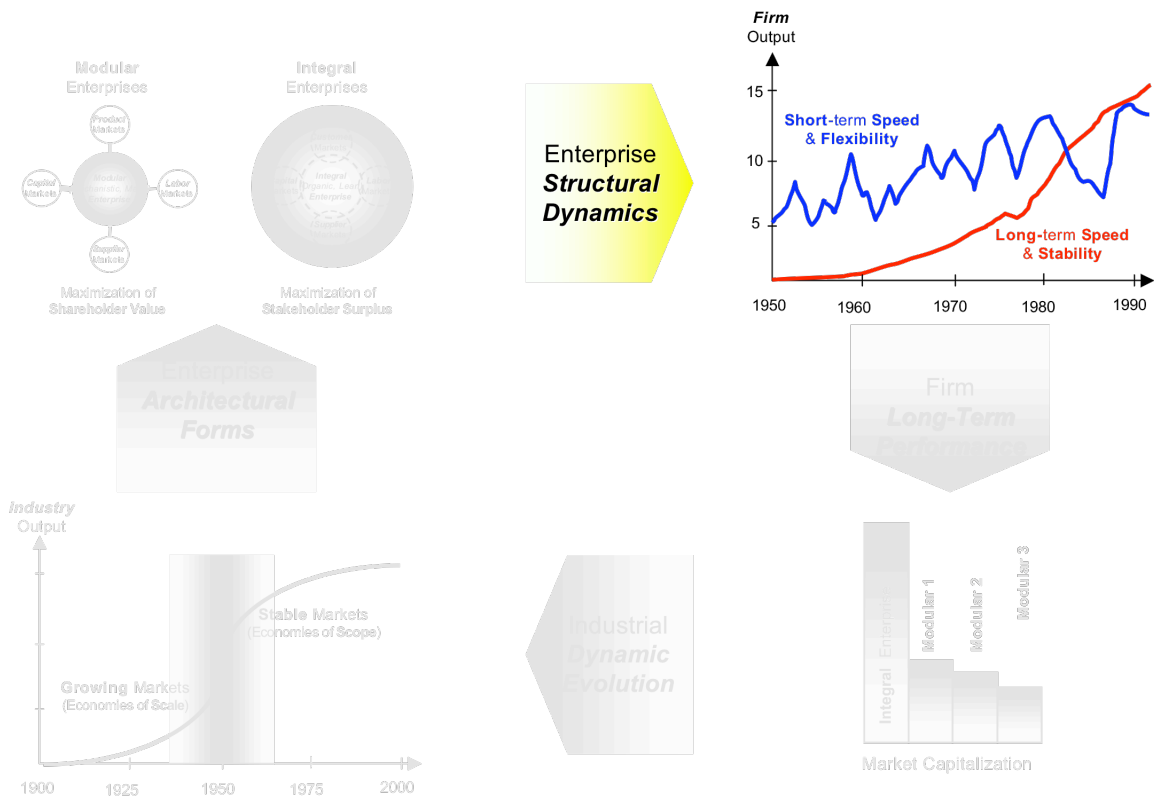 Firm
Output
15
10
5
Short-term Speed
& Flexibility
Long-term Speed
& Stability
1950
1960
1970
1980
1990
Enterprise
Structural
Dynamics
Modular
Enterprises
Product
Markets
Capital
Markets
Labor
Markets
Supplier
Markets
Maximization of
Shareholder Value
Integral
Enterprises
Integral
& Enterprise
Maximization of
Stakeholder Surplus
Enterprise
Architectural
Forms
Firm
Long-Term
Performance
Industry
Output
Stable Markets
(Economies of Scope)
Growing Markets
(Economies of Scale)
1900
1925
1950
1975
2000
Industrial
Dynamic
Evolution
Integral Enterprise
Modular 1
Modular 2
Modular 3
Market Capitalization